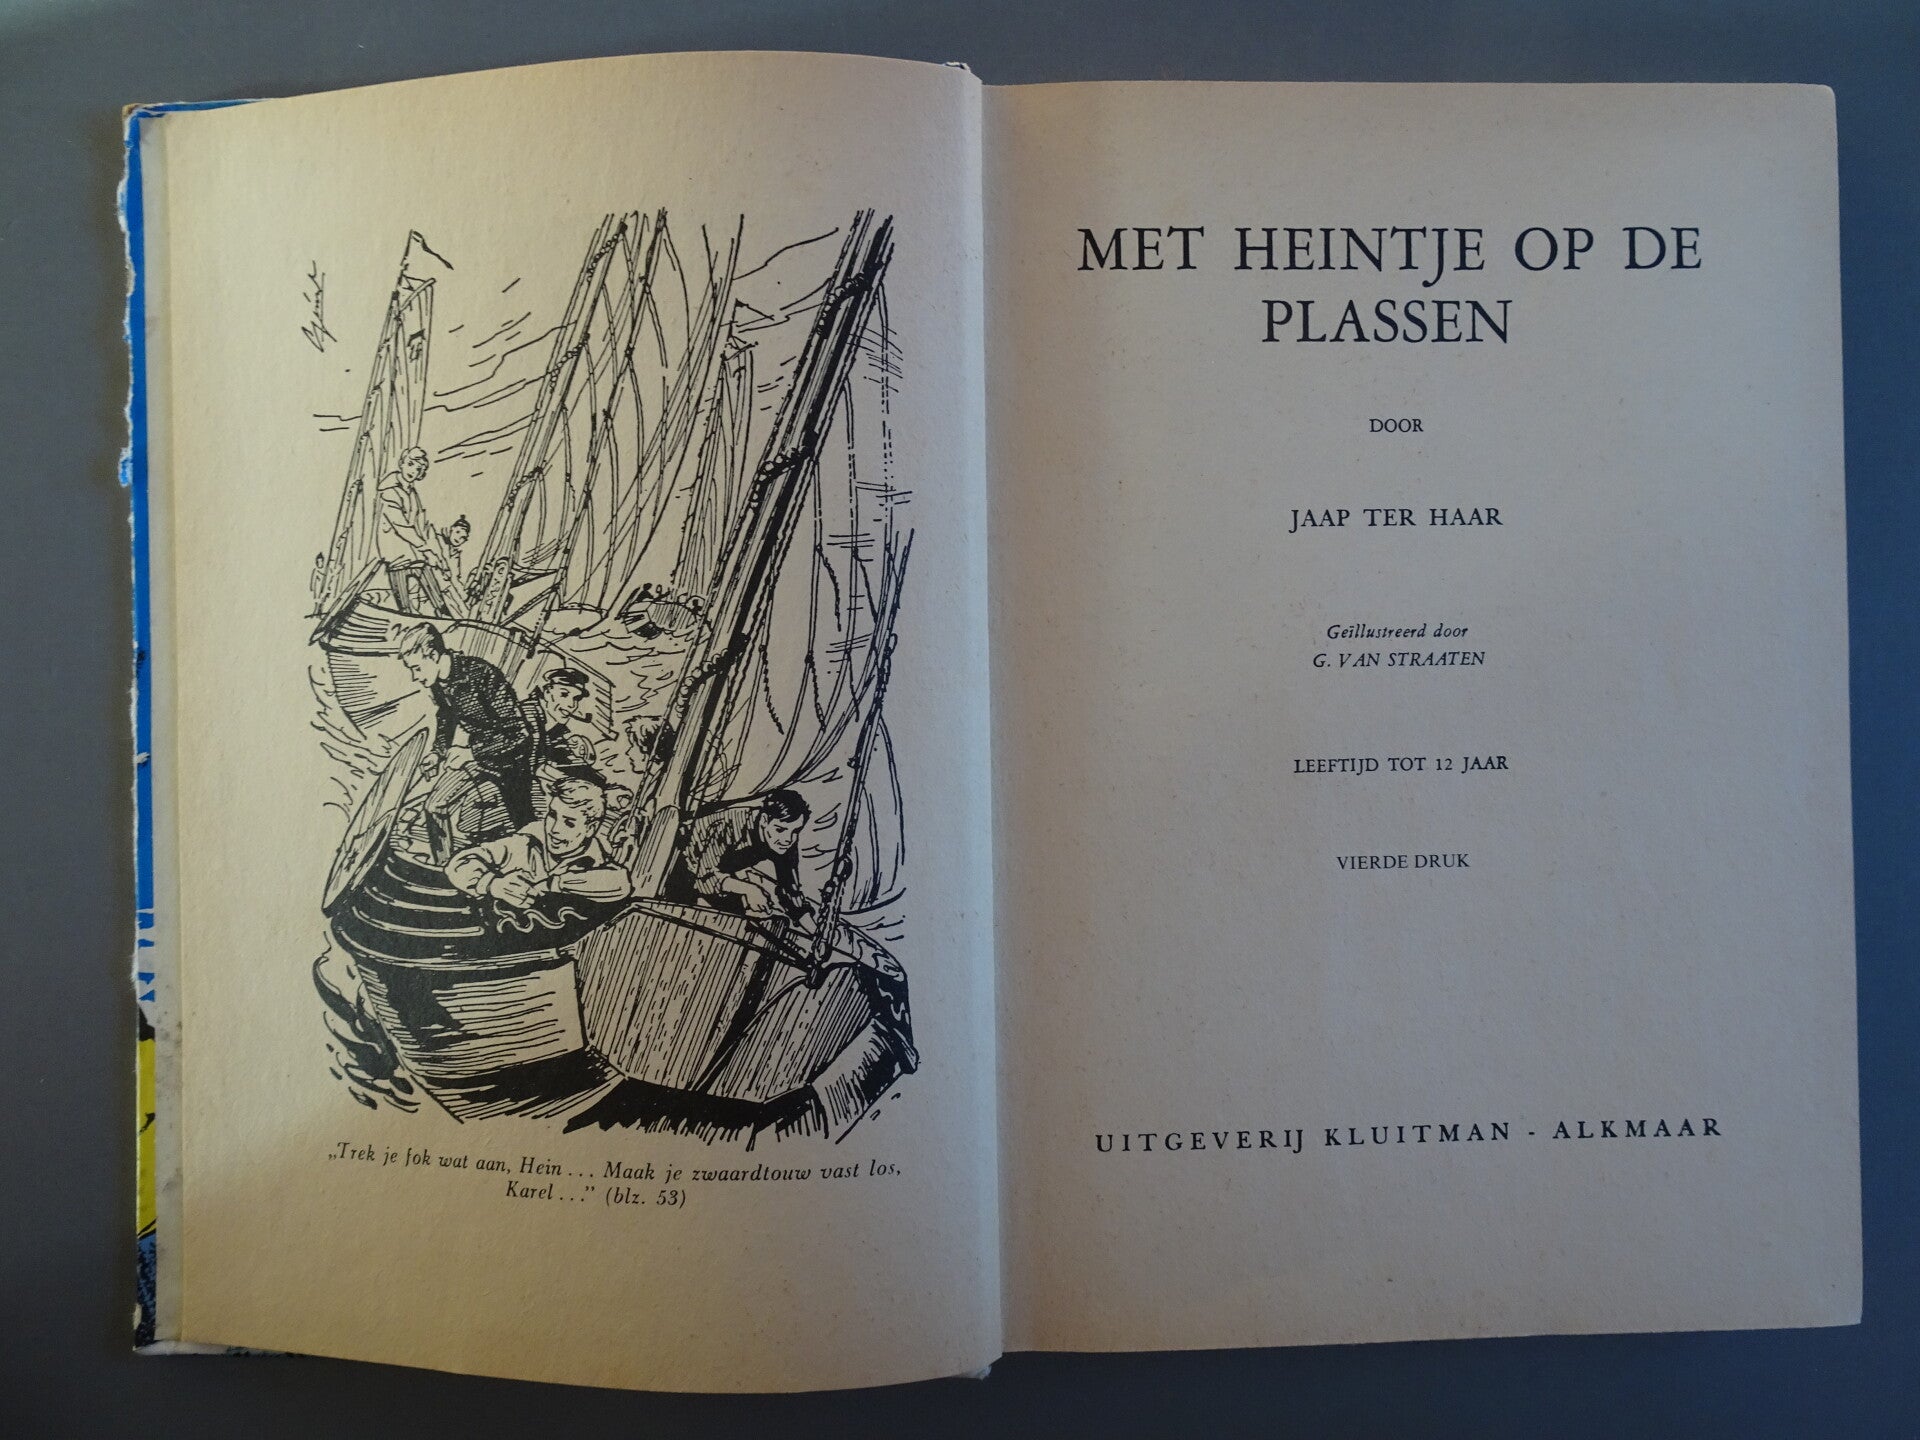 „Trek je fok wat aan, Hein... Maak je zwaardtouw vast los,
Karel...” (blz. 53)
MET HEINTJE OP DE
PLASSEN
DOOR
JAAP TER HAAR
Geïllustreerd door
G. VAN STRAATEN
LEEFTIJD TOT 12 JAAR
VIERDE DRUK
UITGEVERIJ KLUITMAN - ALKMAAR